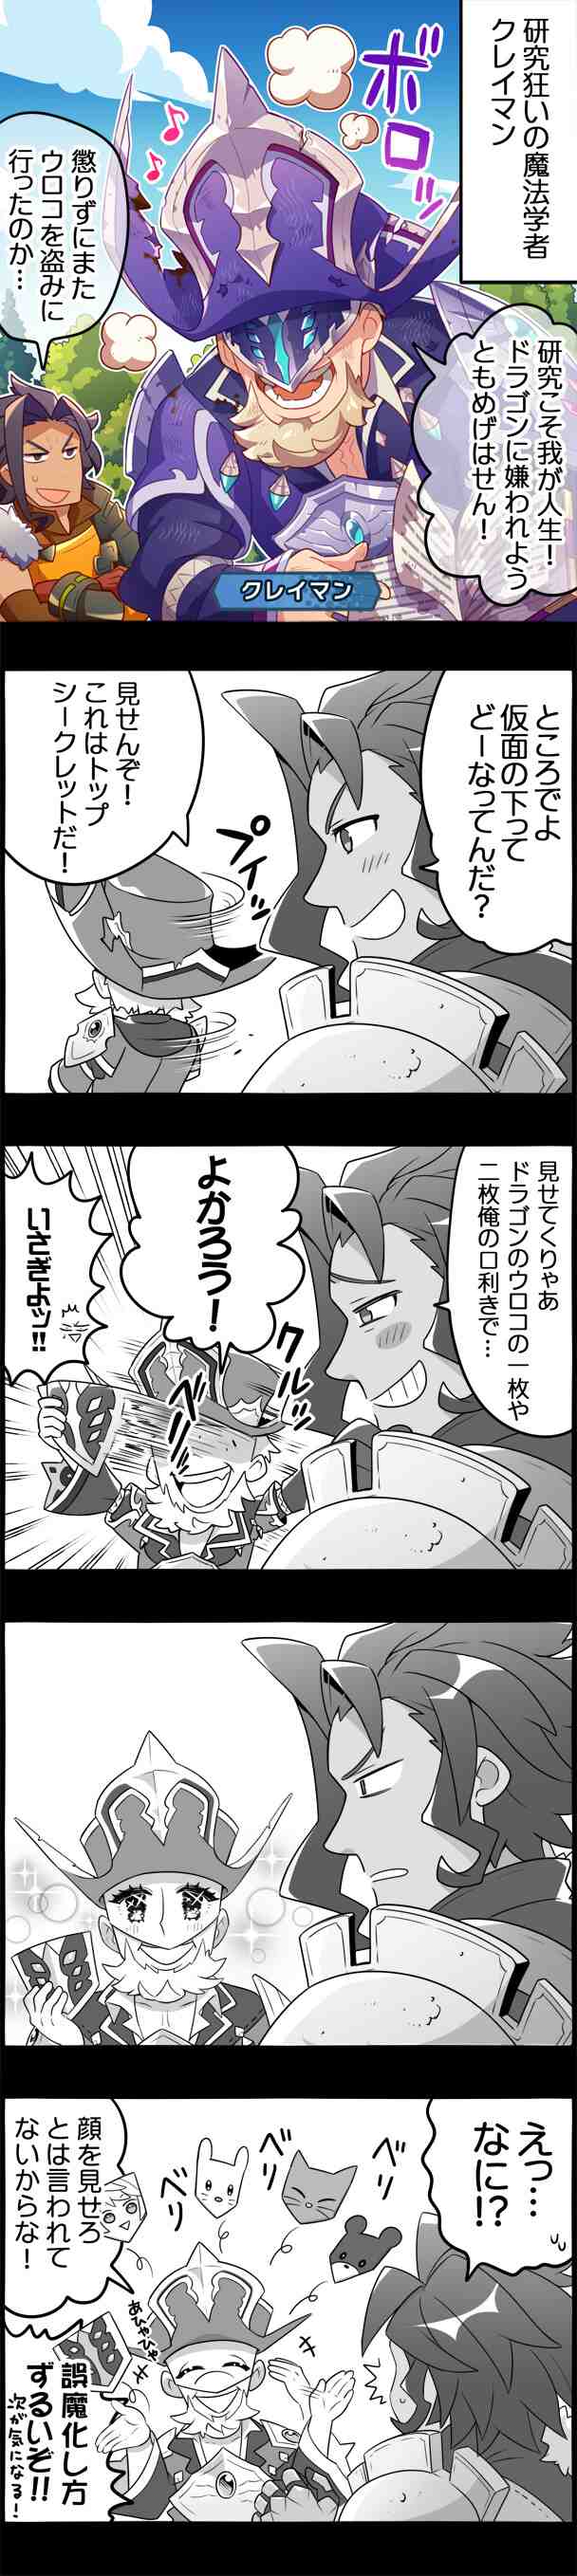 研究狂いの魔法学者
クレイマン
ボロッ
研究こそ我が人生！
ドラゴンに嫌われよう
ともめげはせん！
懲りずにまた
ウロコを盗みに
行ったのか…
クレイマン
ところでよ
仮面の下って
どーなってんだ？
プイッ
見せんぞ！
これはトップ
シークレットだ！
見せてくりゃあ
ドラゴンのウロコの一枚や
二枚俺の口利きで…
クルッ
よかろう！
バッ
いさぎよッ!!
えっ…
なに!?
ベリ
ベリ
ベリ
顔を見せろ
とは言われて
ないからな！
あひゃひゃ
誤魔化し方
ずるいぞ!!
次が気になる！